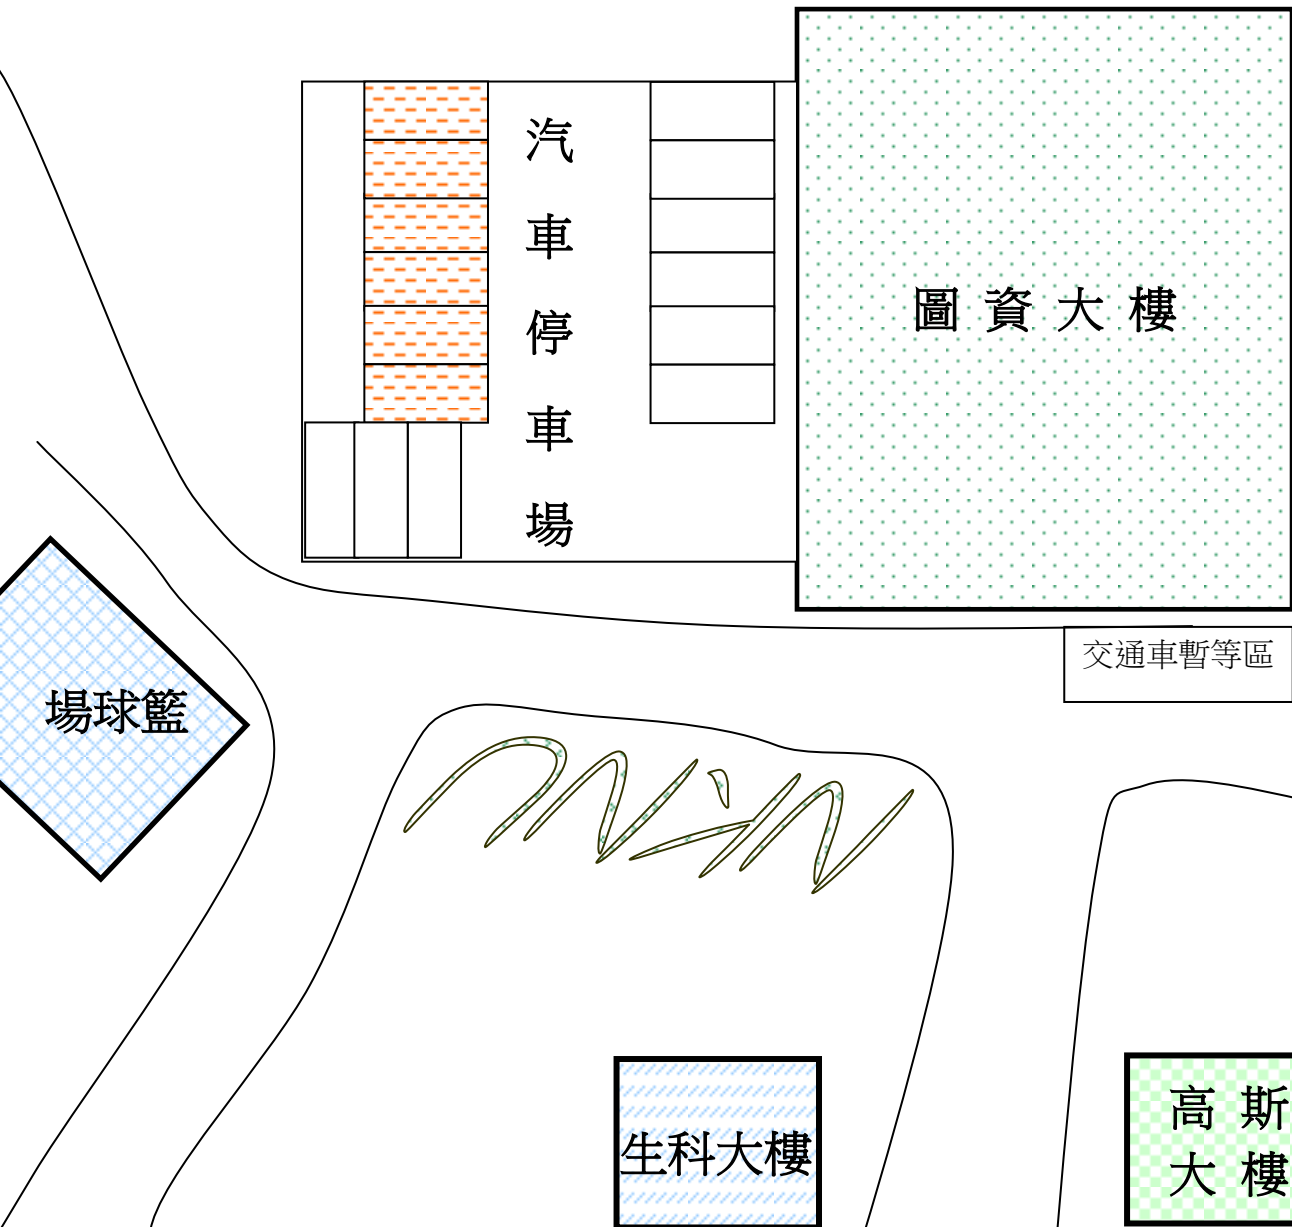 汽車停車場
圖資大樓
交通車暫等區
場球籃
生科大樓
高斯
大樓